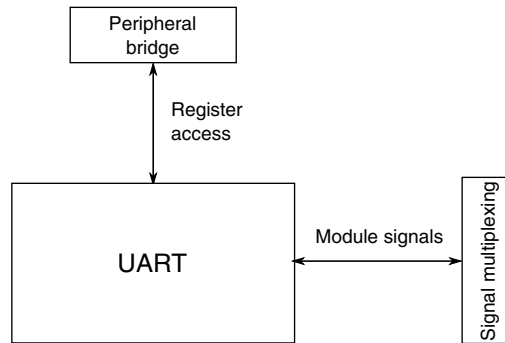 Peripheral
bridge
Register
access
UART
Module signals
Signal multiplexing